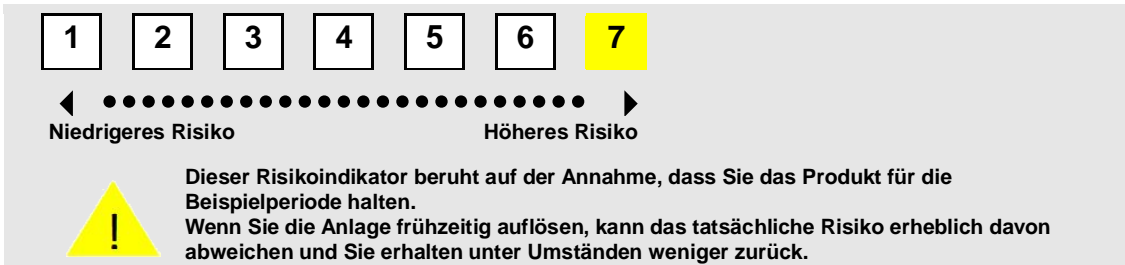 1 2 3 4 5 6 7
Niedrigeres Risiko Höheres Risiko
Dieser Risikoindikator beruht auf der Annahme, dass Sie das Produkt für die
Beispielperiode halten.
Wenn Sie die Anlage frühzeitig auflösen, kann das tatsächliche Risiko erheblich davon
abweichen und Sie erhalten unter Umständen weniger zurück.
!